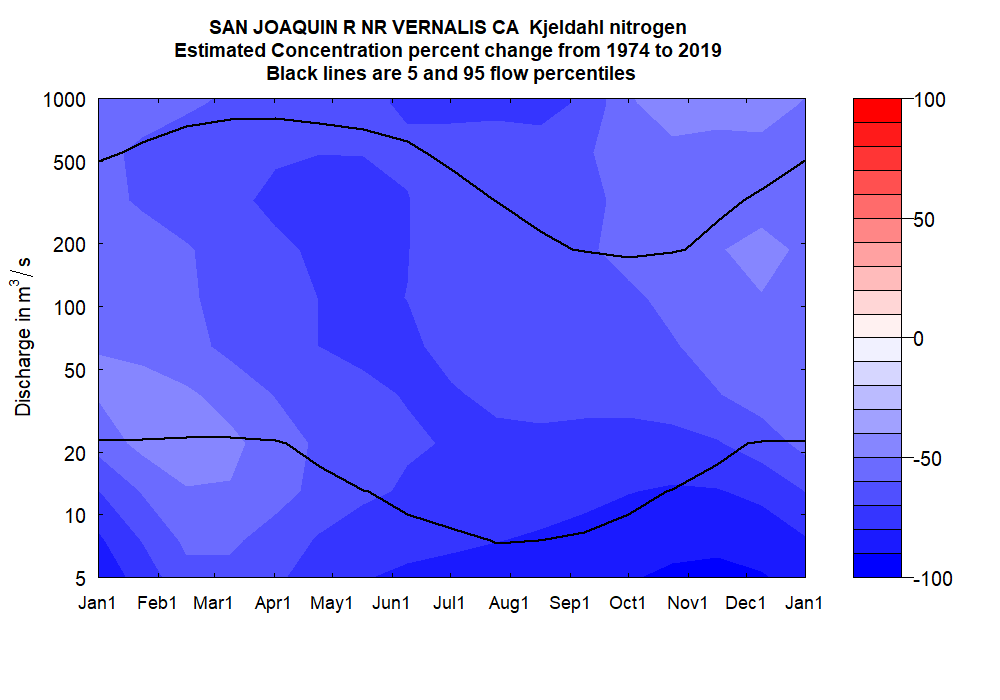 SAN JOAQUIN R NR VERNALIS CA  Kjeldahl nitrogen
Estimated Concentration percent change from 1974 to 2019
Black lines are 5 and 95 flow percentiles
Discharge in m³/s
1000
500
200
100
50
20
10
5
Jan1 Feb1 Mar1 Apr1 May1 Jun1 Jul1 Aug1 Sep1 Oct1 Nov1 Dec1 Jan1
100
50
0
-50
-100